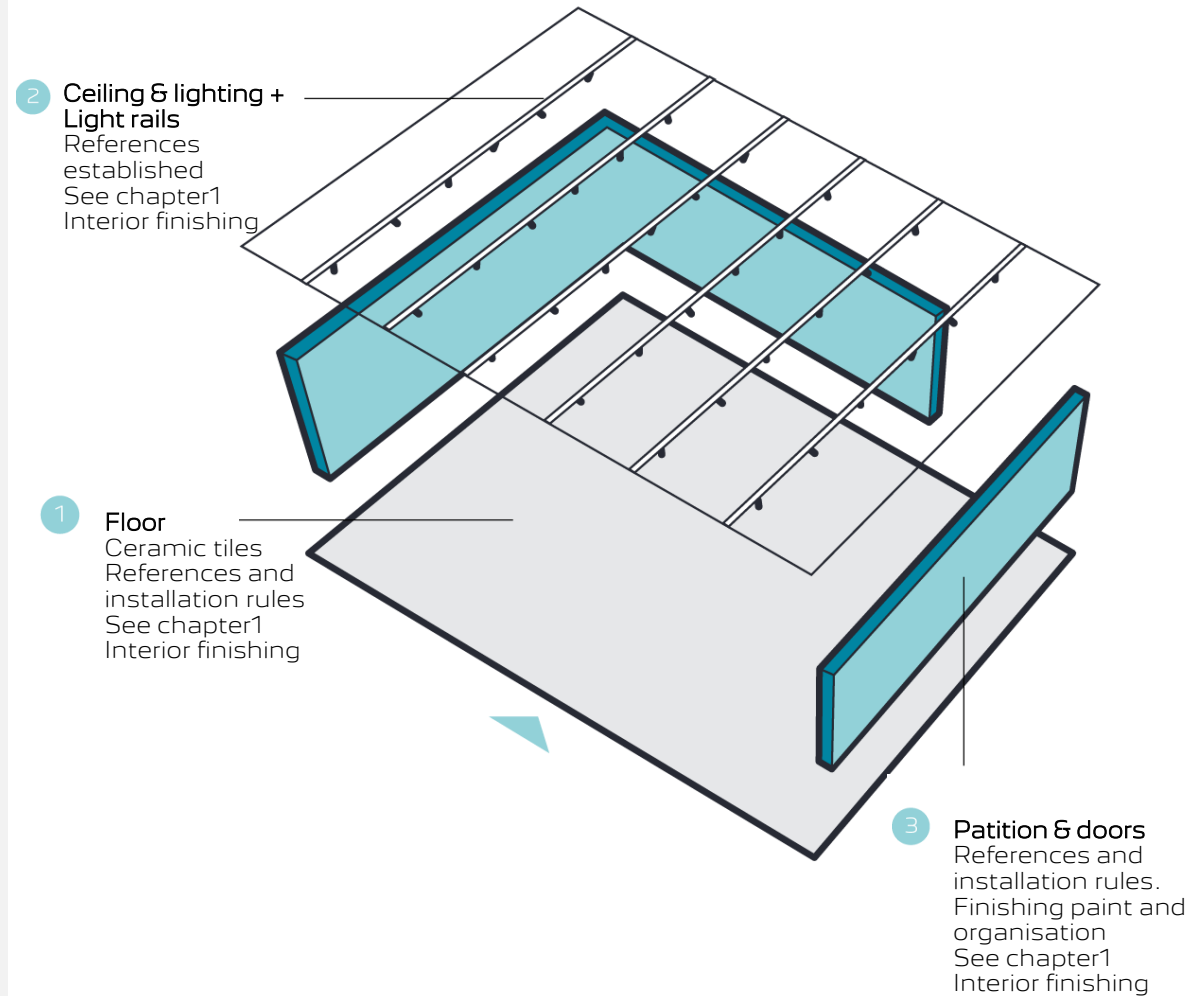 2
Ceiling & lighting +
Light rails
References
established
See chapter1
Interior finishing
1
Floor
Ceramic tiles
References and
installation rules
See chapter1
Interior finishing
3
Patition & doors
References and
installation rules.
Finishing paint and
organisation
See chapter1
Interior finishing